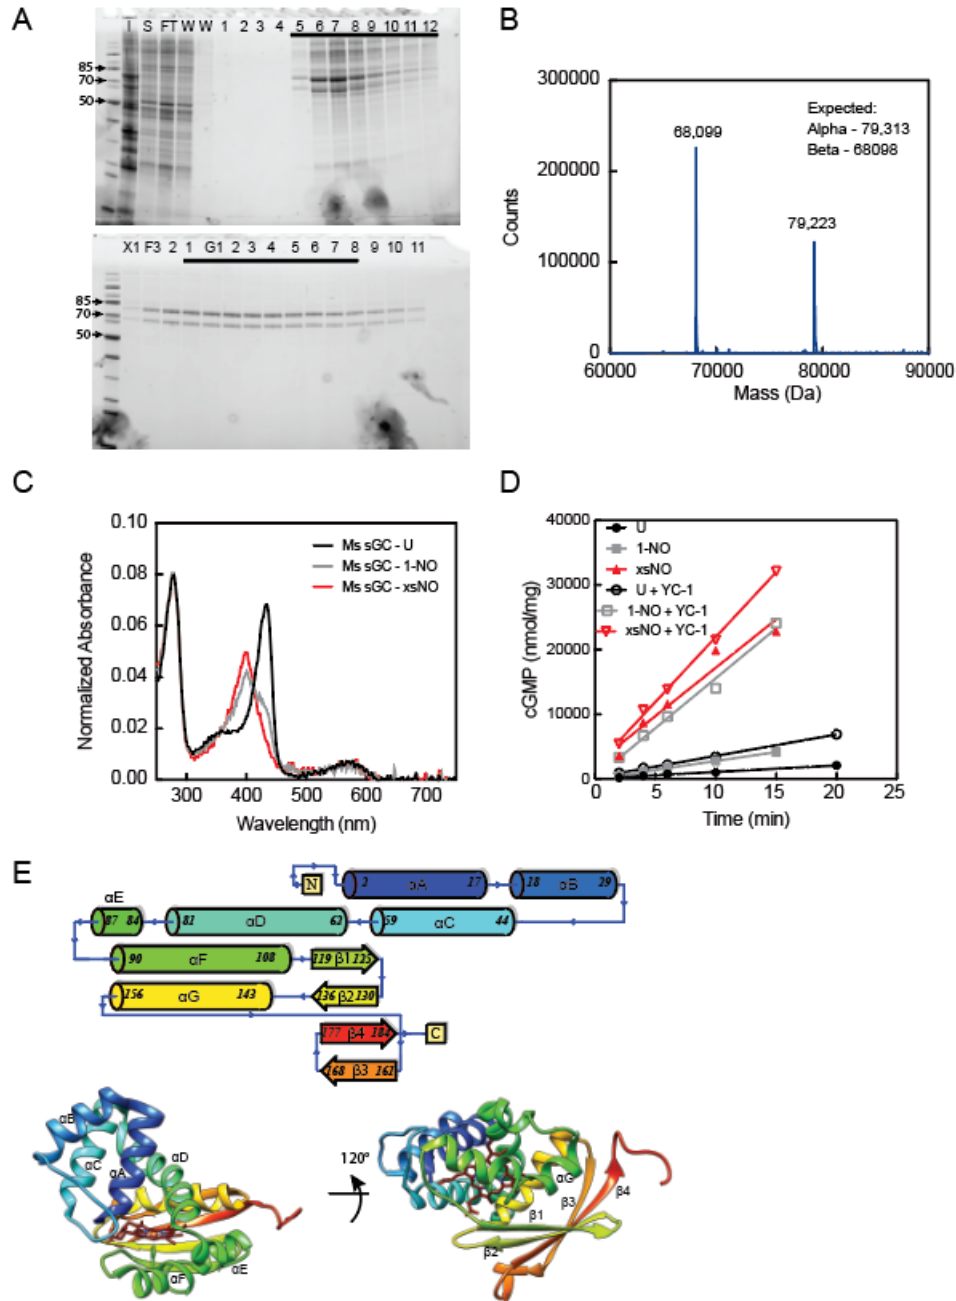 A
I S FT W W 1 2 3 4 5 6 7 8 9 10 11 12
85
70
50
X1 F3 2 1 G1 2 3 4 5 6 7 8 9 10 11
85
70
50
B
300000
200000
100000
0
Counts
68,099
79,223
Expected:
Alpha - 79,313
Beta - 68098
60000 70000 80000 90000
Mass (Da)
C
0.10
0.08
0.06
0.04
0.02
0.00
Normalized Absorbance
Ms sGC - U
Ms sGC - 1-NO
Ms sGC - xsNO
300 400 500 600 700
Wavelength (nm)
D
40000
30000
20000
10000
0
cGMP (nmol/mg)
U
1-NO
xsNO
U + YC-1
1-NO + YC-1
xsNO + YC-1
0 5 10 15 20 25
Time (min)
E
N 2 αA 17 18 αB 29
αE
87 84 81 αD 62 59 αC 44
90 αF 108 119 β1 125
156 αG 143 136 β2 130
177 β4 184 C
168 β3 161
αB
αC
αA
αD
αF
αE
120°
αG
β3
β4
β1
β2